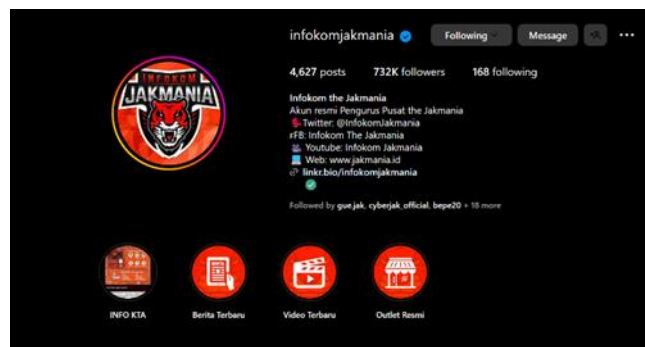 infokomjakmania
Following
Message
4,627 posts 732K followers 168 following
INFOKOM
JAKMANIA
Infokom the Jakmania
Akun resmi Pengurus Pusat the Jakmania
Twitter: @InfokomJakmania
FB: Infokom The Jakmania
Youtube: Infokom Jakmania
Web: www.jakmania.id
linkr.bio/infokomjakmania
Followed by gue.jak, cyberjak_official, bepe20 + 18 more
INFO KTA
Berita Terbaru
Video Terbaru
Outlet Resmi